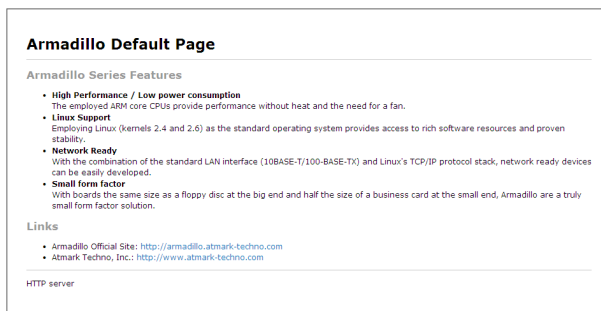 Armadillo Default Page
Armadillo Series Features
High Performance / Low power consumption
The employed ARM core CPUs provide performance without heat and the need for a fan.
Linux Support
Employing Linux (kernels 2.4 and 2.6) as the standard operating system provides access to rich software resources and proven
stability.
Network Ready
With the combination of the standard LAN interface (10BASE-T/100-BASE-TX) and Linux's TCP/IP protocol stack, network ready devices
can be easily developed.
Small form factor
With boards the same size as a floppy disc at the big end and half the size of a business card at the small end, Armadillo are a truly
small form factor solution.
Links
Armadillo Official Site: http://armadillo.atmark-techno.com
Atmark Techno, Inc.: http://www.atmark-techno.com
HTTP server